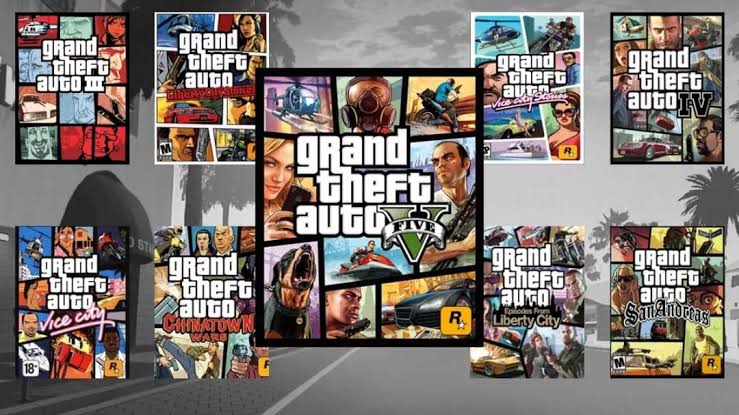 grand
theft
auto III
grand
theft
auto
Liberty City Stories
M
R
grand
theft
auto
V
FIVE
R
grand
theft
auto
Vice City Stories
R
grand
theft
auto
IV
M
R
grand
theft
auto
Vice City
18+
grand
theft
auto
CHINATOWN
WARS
M
grand
theft
auto
Episodes From
Liberty City
grand
theft
auto
San Andreas
M
R